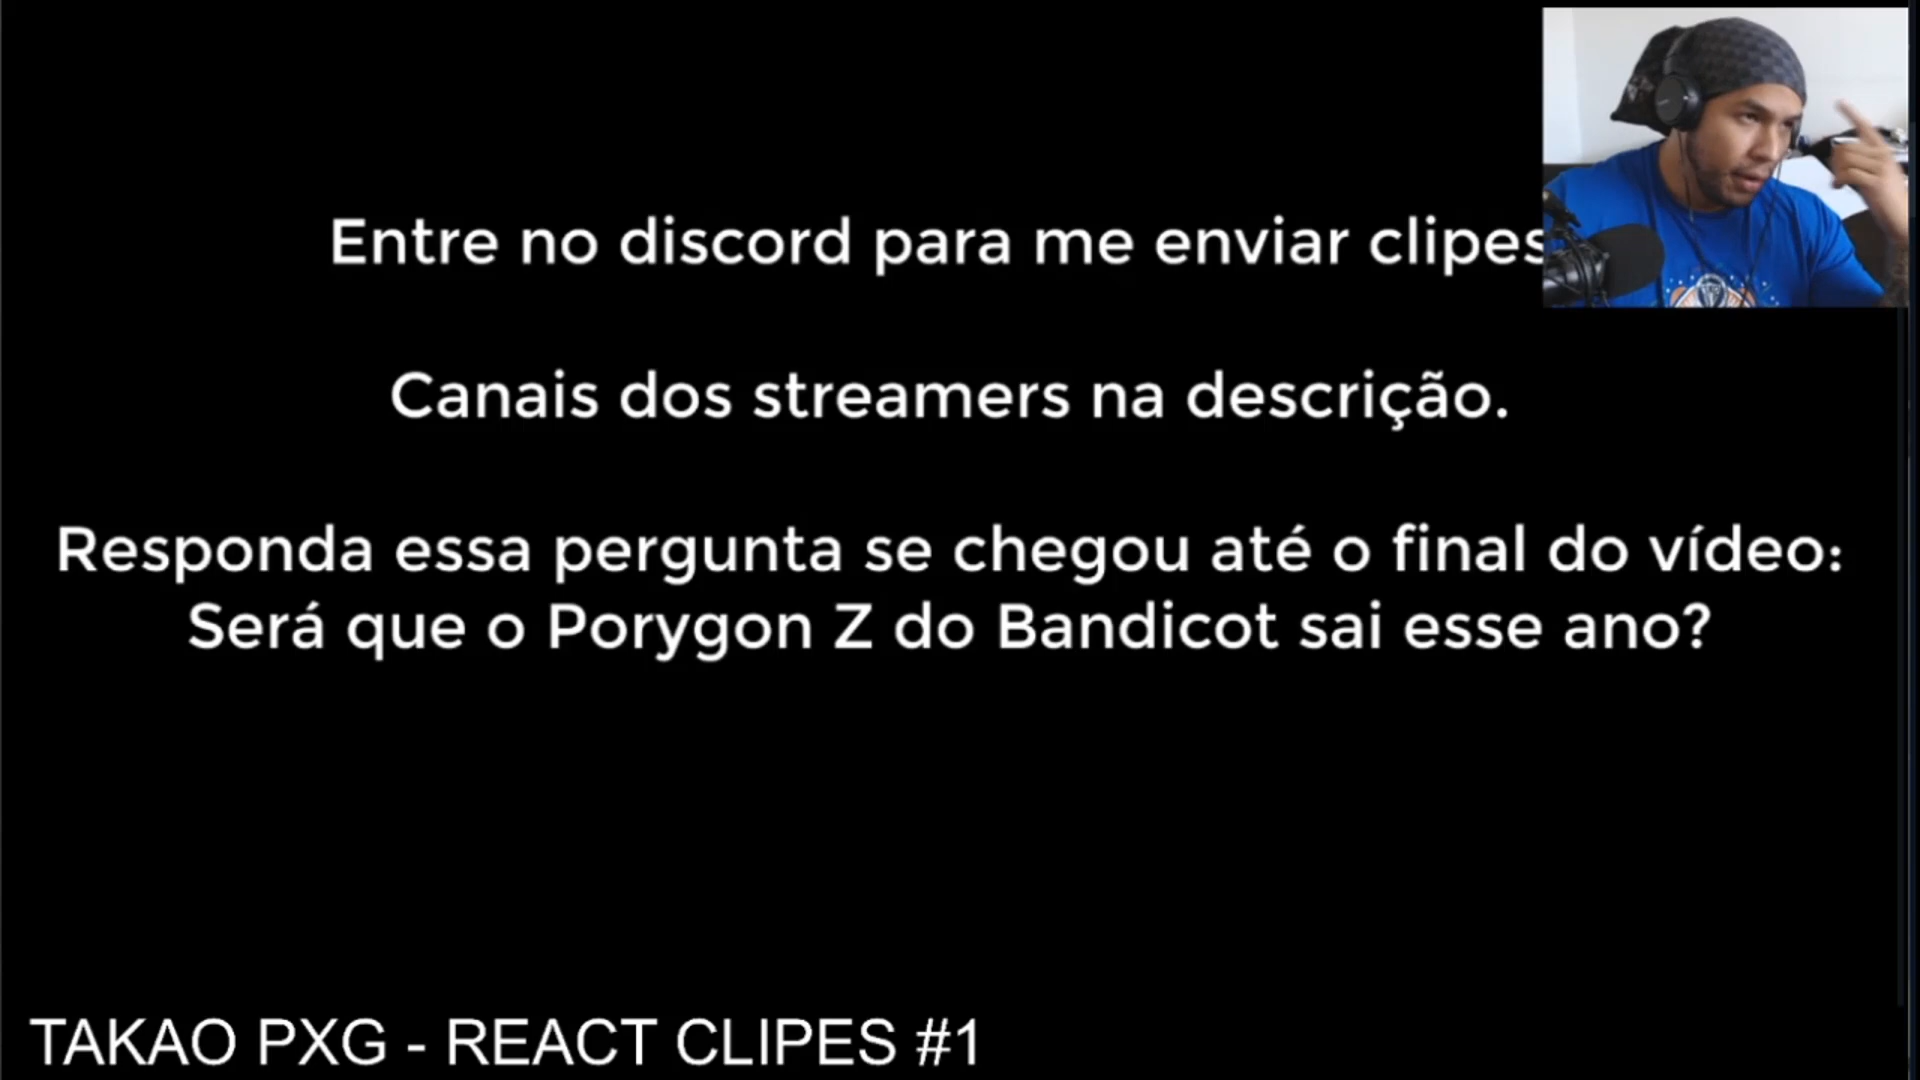 Entre no discord para me enviar clipes
Canais dos streamers na descrição.
Responda essa pergunta se chegou até o final do vídeo:
Será que o Porygon Z do Bandicot sai esse ano?
TAKAO PXG - REACT CLIPES #1